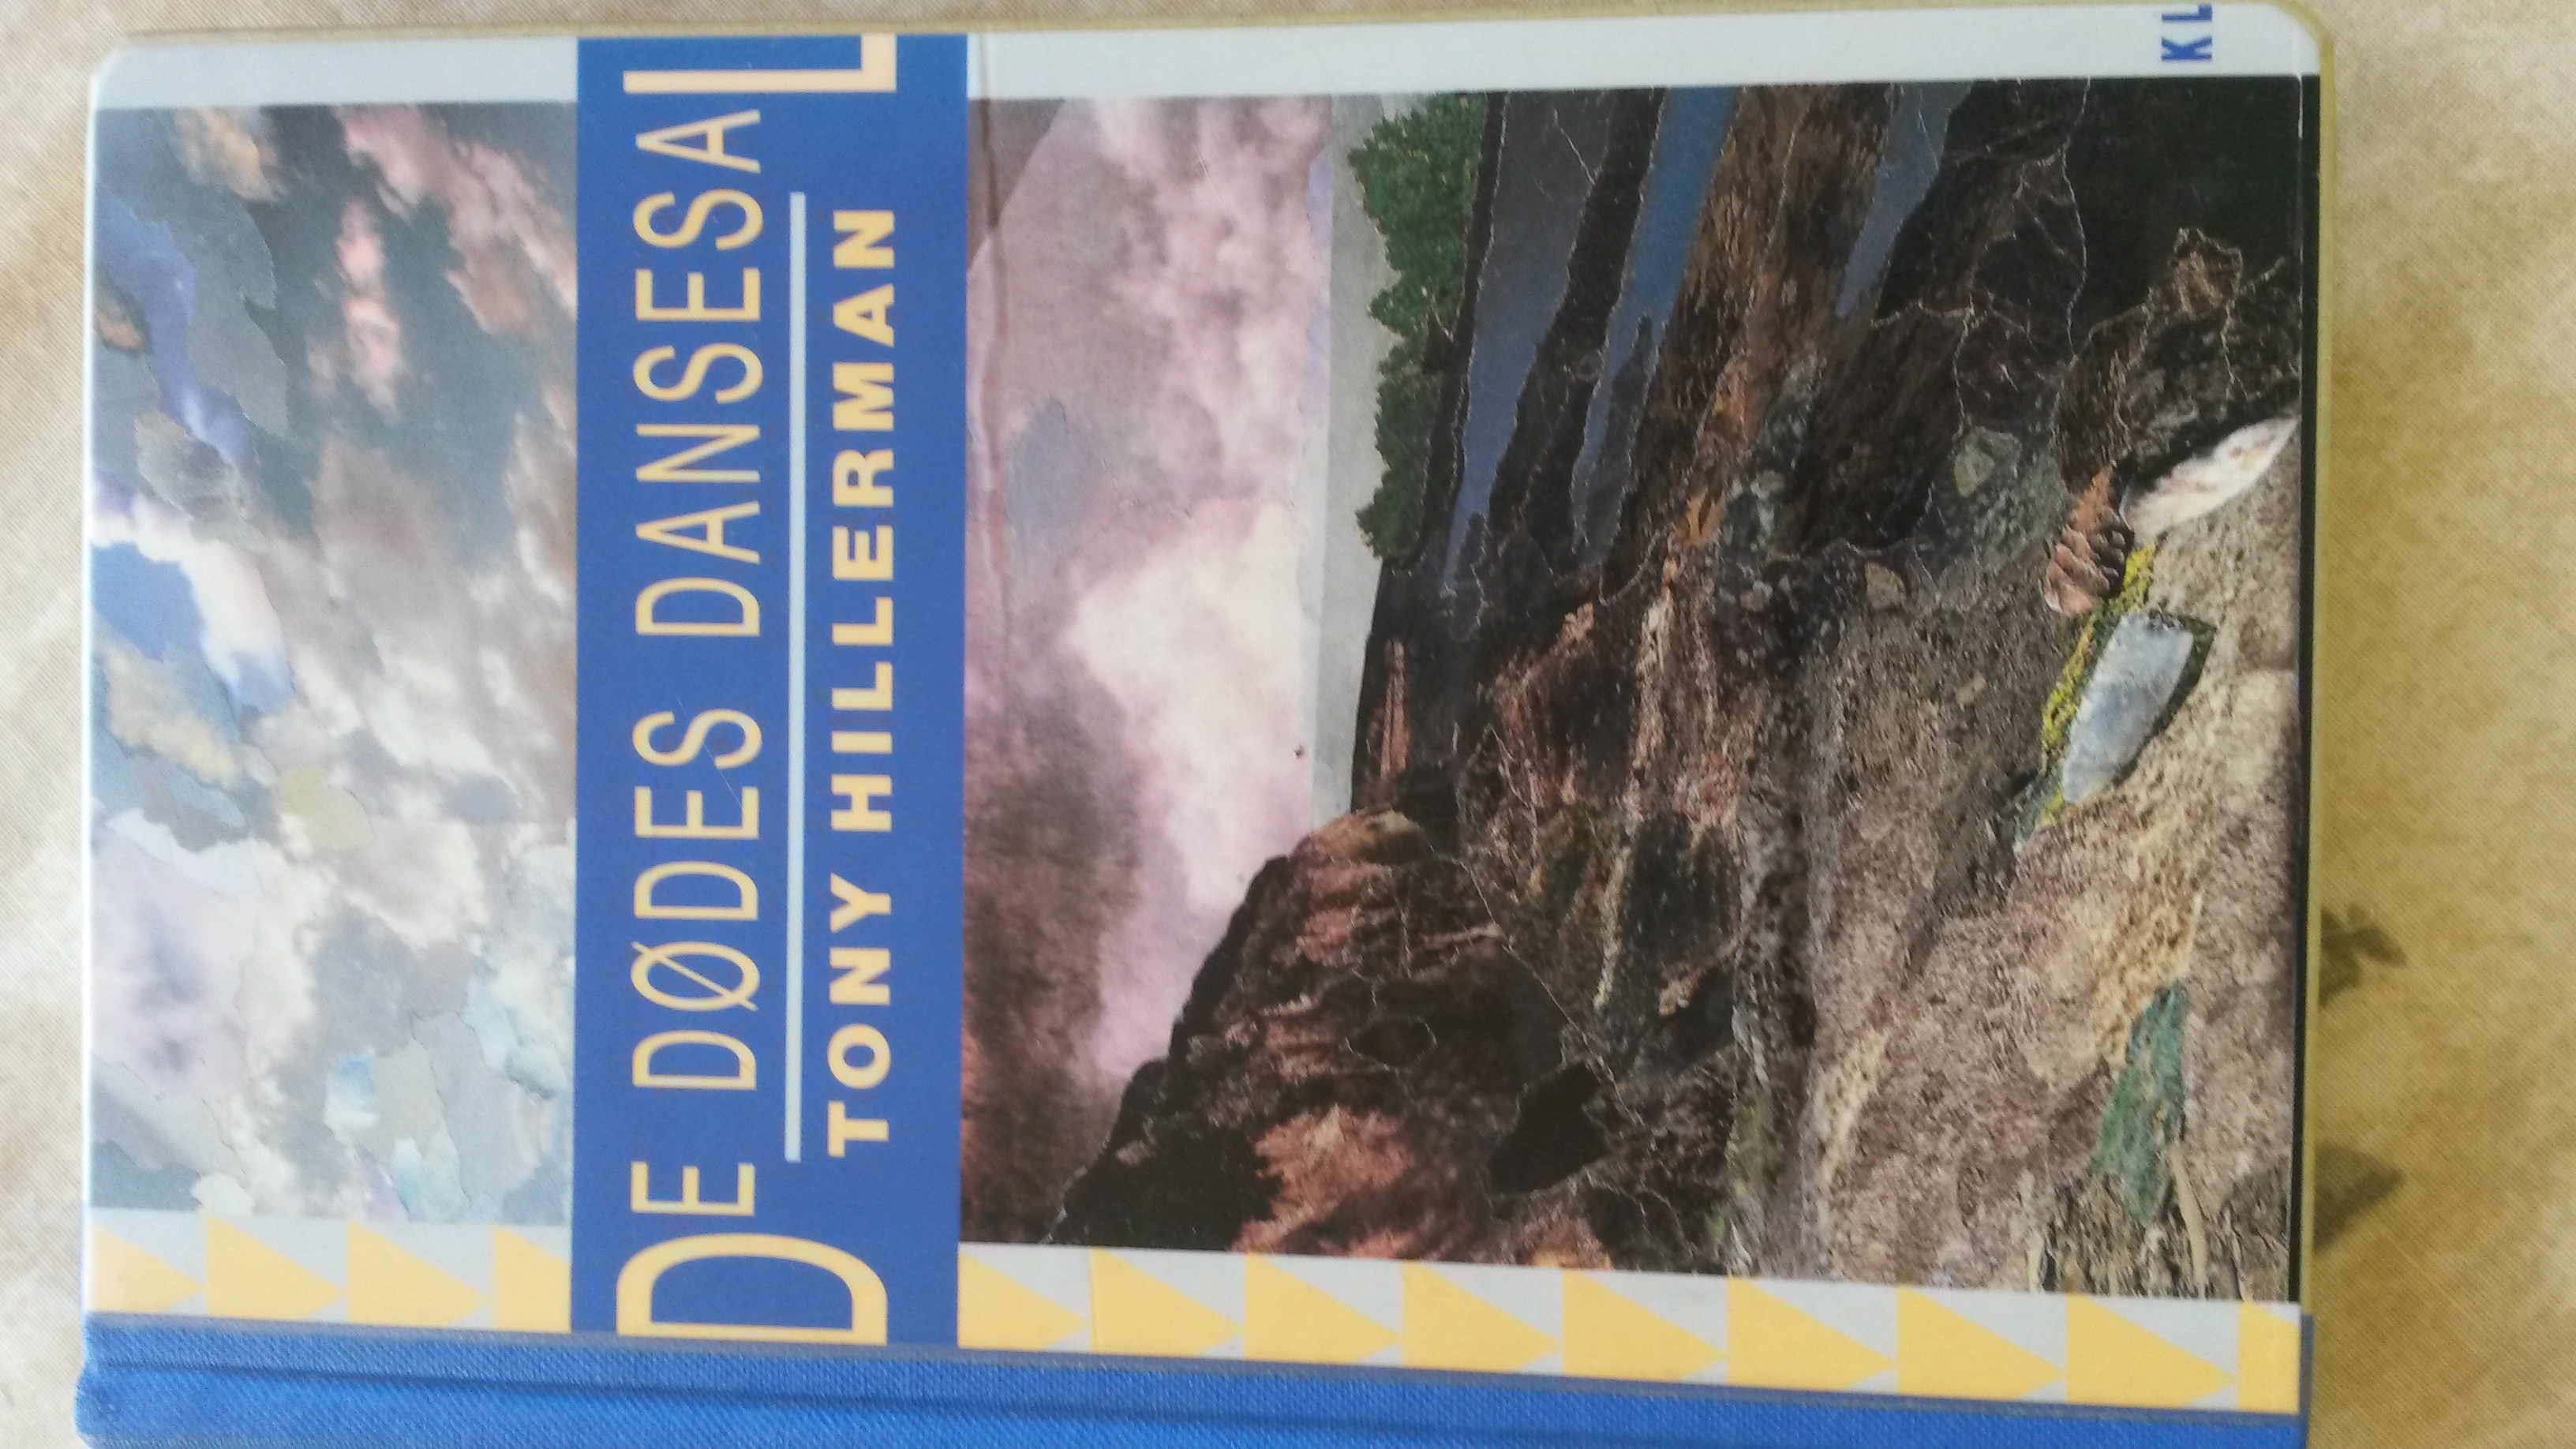 DE DØDES DANSESAL
TONY HILLERMAN
KL